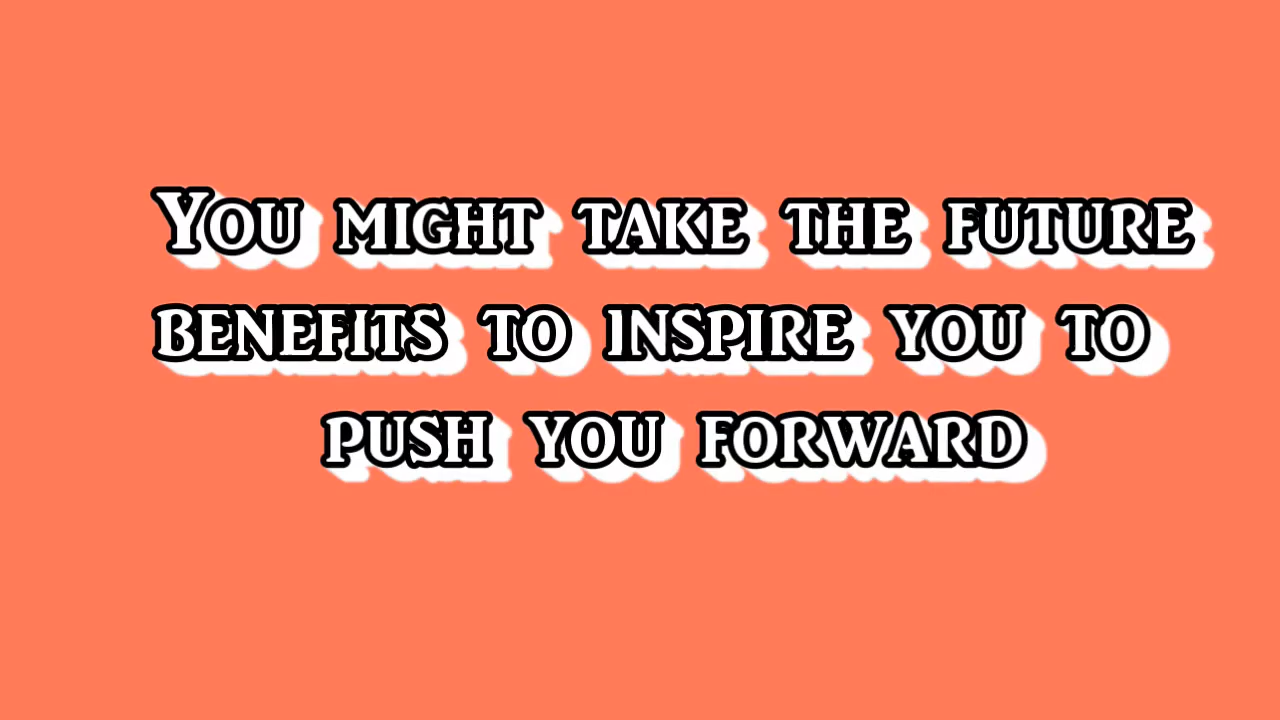 You might take the future
benefits to inspire you to
push you forward